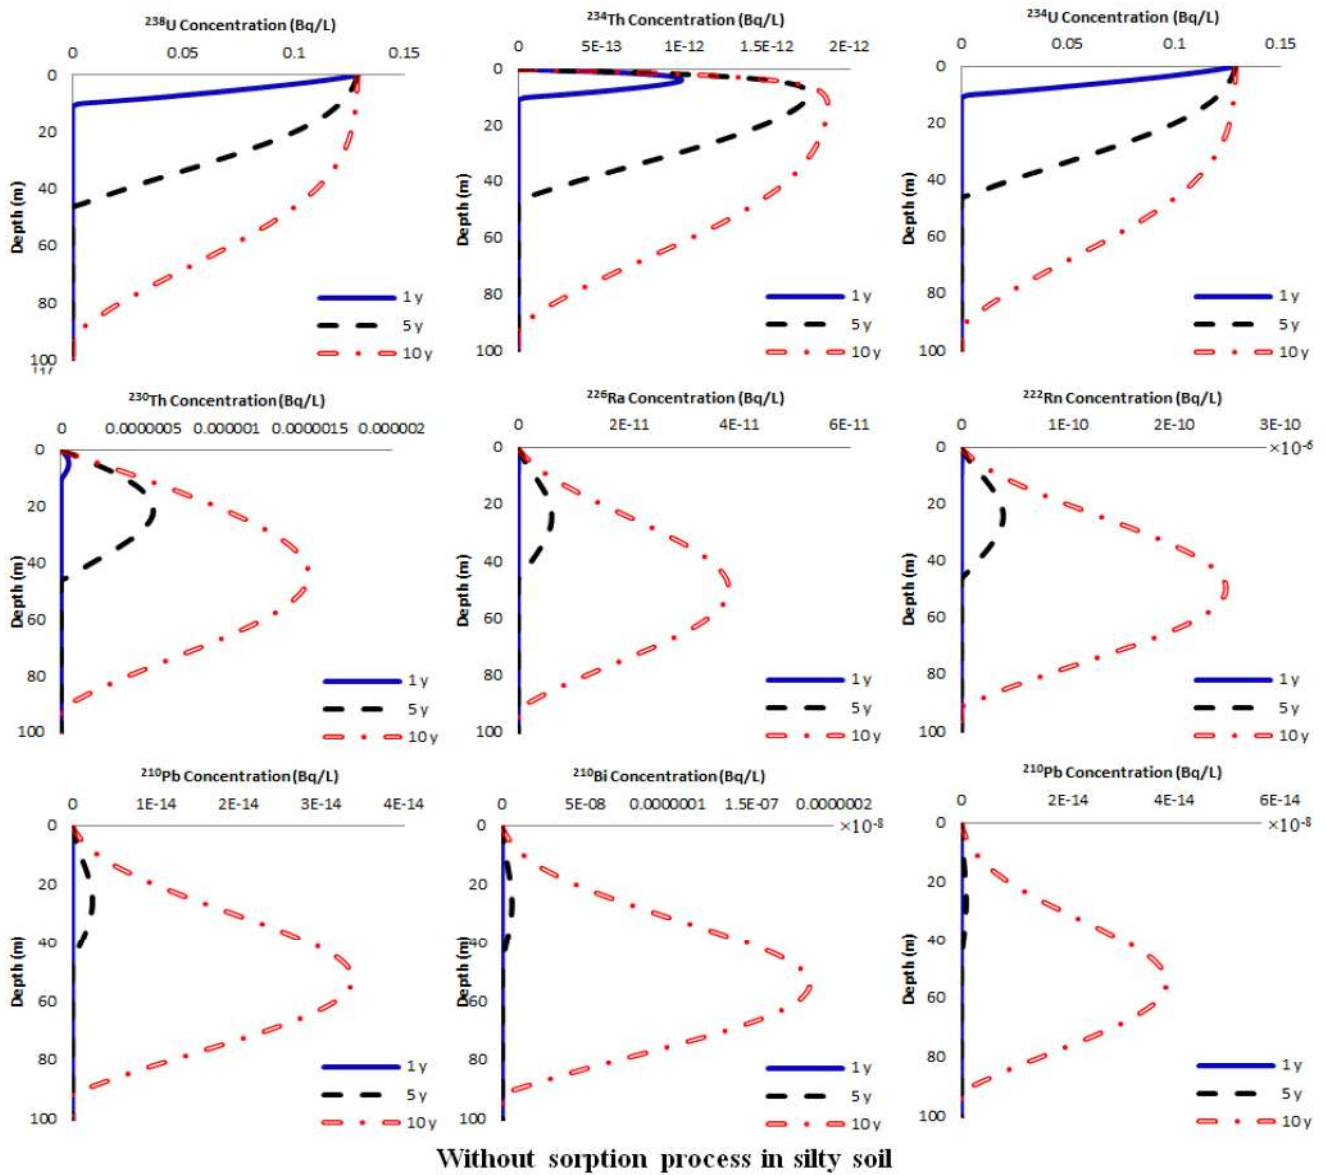 ²³⁸U Concentration (Bq/L)
0 0.05 0.1 0.15
0
20
40
60
80
100
Depth (m)
1 y
5 y
10 y
²³⁴Th Concentration (Bq/L)
0 5E-13 1E-12 1.5E-12 2E-12
0
20
40
60
80
100
Depth (m)
1 y
5 y
10 y
²³⁴U Concentration (Bq/L)
0 0.05 0.1 0.15
0
20
40
60
80
100
Depth (m)
1 y
5 y
10 y
²³⁰Th Concentration (Bq/L)
0 0.0000005 0.000001 0.0000015 0.000002
0
20
40
60
80
100
Depth (m)
1 y
5 y
10 y
²²⁶Ra Concentration (Bq/L)
0 2E-11 4E-11 6E-11
0
20
40
60
80
100
Depth (m)
1 y
5 y
10 y
²²²Rn Concentration (Bq/L)
0 1E-10 2E-10 3E-10
×10⁻⁶
0
20
40
60
80
100
Depth (m)
1 y
5 y
10 y
²¹⁰Pb Concentration (Bq/L)
0 1E-14 2E-14 3E-14 4E-14
0
20
40
60
80
100
Depth (m)
1 y
5 y
10 y
²¹⁰Bi Concentration (Bq/L)
0 5E-08 0.0000001 1.5E-07 0.0000002
×10⁻⁸
0
20
40
60
80
100
Depth (m)
1 y
5 y
10 y
²¹⁰Pb Concentration (Bq/L)
0 2E-14 4E-14 6E-14
×10⁻⁸
0
20
40
60
80
100
Depth (m)
1 y
5 y
10 y
Without sorption process in silty soil